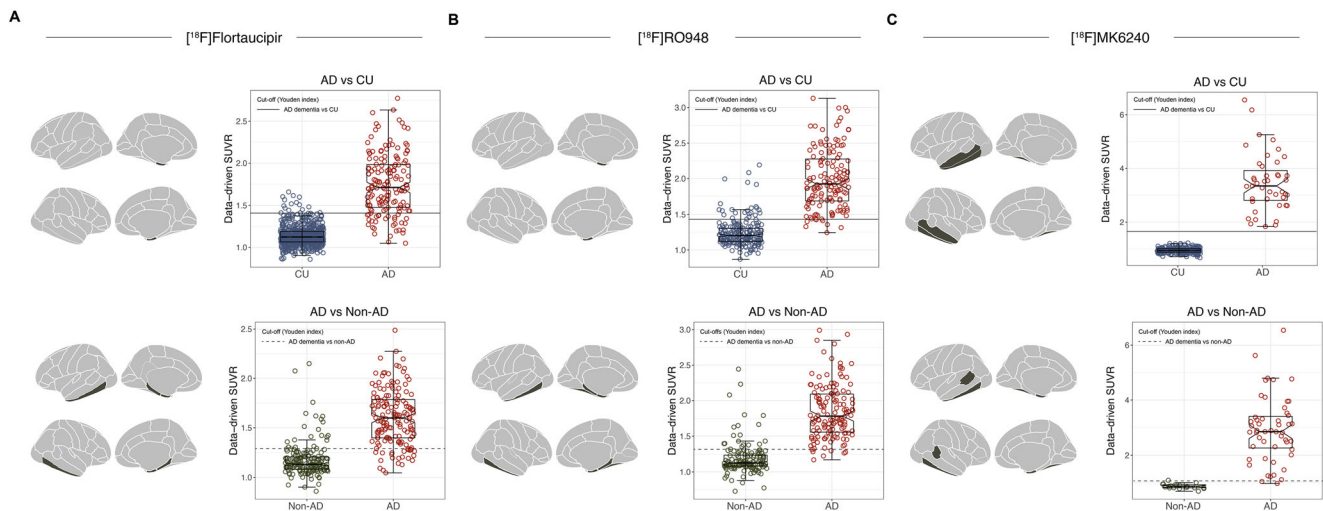 A
[¹⁸F]Flortaucipir
AD vs CU
Cut-off (Youden index)
AD dementia vs CU
Data-driven SUVR
2.5
2.0
1.5
1.0
CU
AD
AD vs Non-AD
Cut-off (Youden index)
AD dementia vs non-AD
Data-driven SUVR
2.5
2.0
1.5
1.0
Non-AD
AD
B
[¹⁸F]RO948
AD vs CU
Cut-off (Youden index)
AD dementia vs CU
Data-driven SUVR
3.0
2.5
2.0
1.5
1.0
CU
AD
AD vs Non-AD
Cut-offs (Youden index)
AD dementia vs non-AD
Data-driven SUVR
3.0
2.5
2.0
1.5
1.0
Non-AD
AD
C
[¹⁸F]MK6240
AD vs CU
Cut-off (Youden index)
AD dementia vs CU
Data-driven SUVR
6
4
2
CU
AD
AD vs Non-AD
Cut-off (Youden index)
AD dementia vs non-AD
Data-driven SUVR
6
4
2
Non-AD
AD